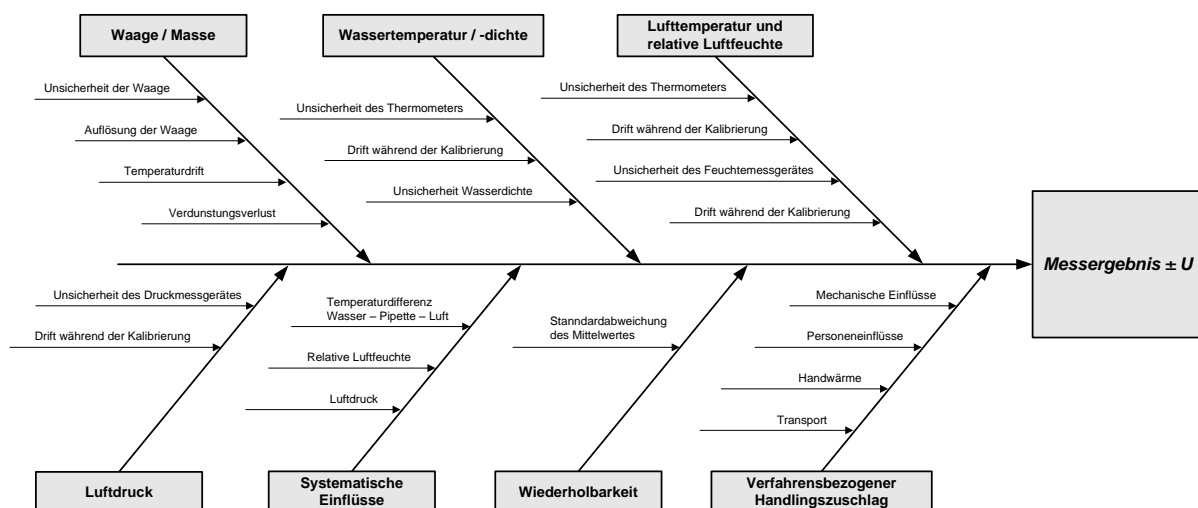 Waage / Masse
Unsicherheit der Waage
Auflösung der Waage
Temperaturdrift
Verdunstungsverlust
Wassertemperatur / -dichte
Unsicherheit des Thermometers
Drift während der Kalibrierung
Unsicherheit Wasserdichte
Lufttemperatur und
relative Luftfeuchte
Unsicherheit des Thermometers
Drift während der Kalibrierung
Unsicherheit des Feuchtemessgerätes
Drift während der Kalibrierung
Messergebnis ± U
Unsicherheit des Druckmessgerätes
Drift während der Kalibrierung
Luftdruck
Temperaturdifferenz
Wasser – Pipette – Luft
Relative Luftfeuchte
Luftdruck
Systematische
Einflüsse
Stanndardabweichung
des Mittelwertes
Wiederholbarkeit
Mechanische Einflüsse
Personeneinflüsse
Handwärme
Transport
Verfahrensbezogener
Handlingszuschlag